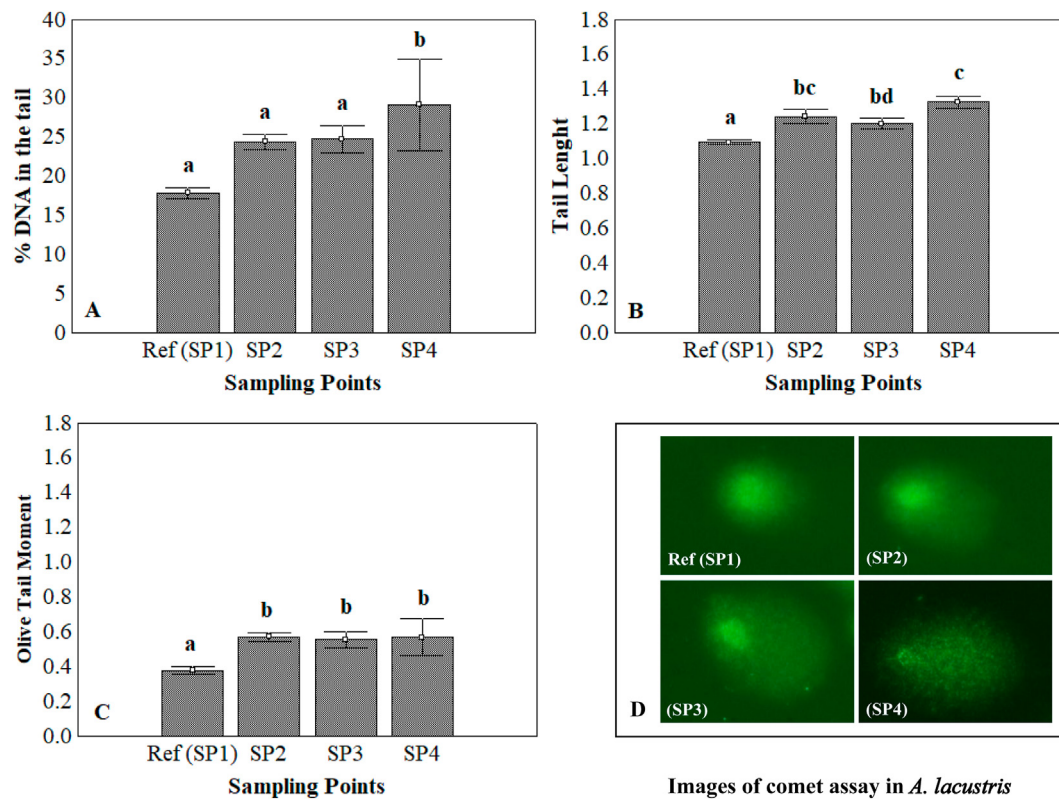 40
35
30
25
20
15
10
5
0
% DNA in the tail
a
a
a
b
A
Ref (SP1) SP2 SP3 SP4
Sampling Points
1.8
1.6
1.4
1.2
1.0
0.8
0.6
0.4
0.2
0.0
Tail Lenght
a
bc
bd
c
B
Ref (SP1) SP2 SP3 SP4
Sampling Points
1.8
1.6
1.4
1.2
1.0
0.8
0.6
0.4
0.2
0.0
Olive Tail Moment
a
b
b
b
C
Ref (SP1) SP2 SP3 SP4
Sampling Points
Ref (SP1)
(SP2)
(SP3)
(SP4)
D
Images of comet assay in A. lacustris